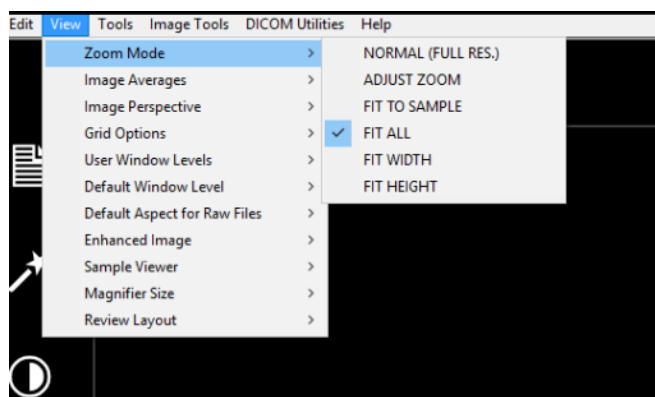 Edit View Tools Image Tools DICOM Utilities Help
Zoom Mode
Image Averages
Image Perspective
Grid Options
User Window Levels
Default Window Level
Default Aspect for Raw Files
Enhanced Image
Sample Viewer
Magnifier Size
Review Layout
NORMAL (FULL RES.)
ADJUST ZOOM
FIT TO SAMPLE
FIT ALL
FIT WIDTH
FIT HEIGHT